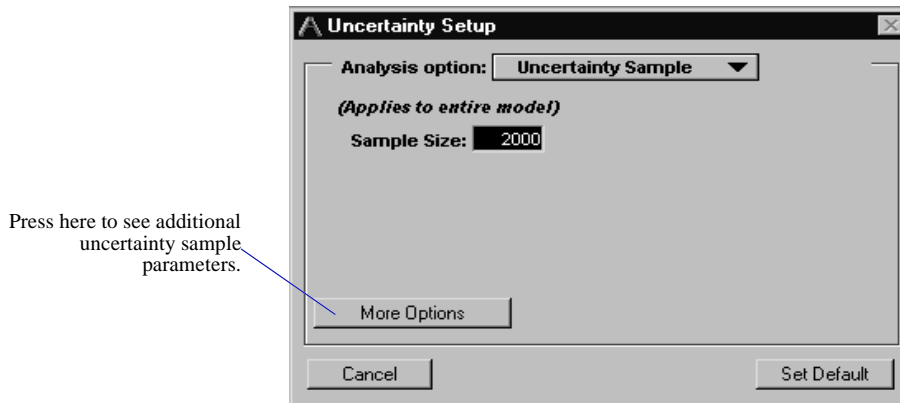 Uncertainty Setup
Analysis option: Uncertainty Sample
(Applies to entire model)
Sample Size: 2000
Press here to see additional
uncertainty sample
parameters.
More Options
Cancel
Set Default